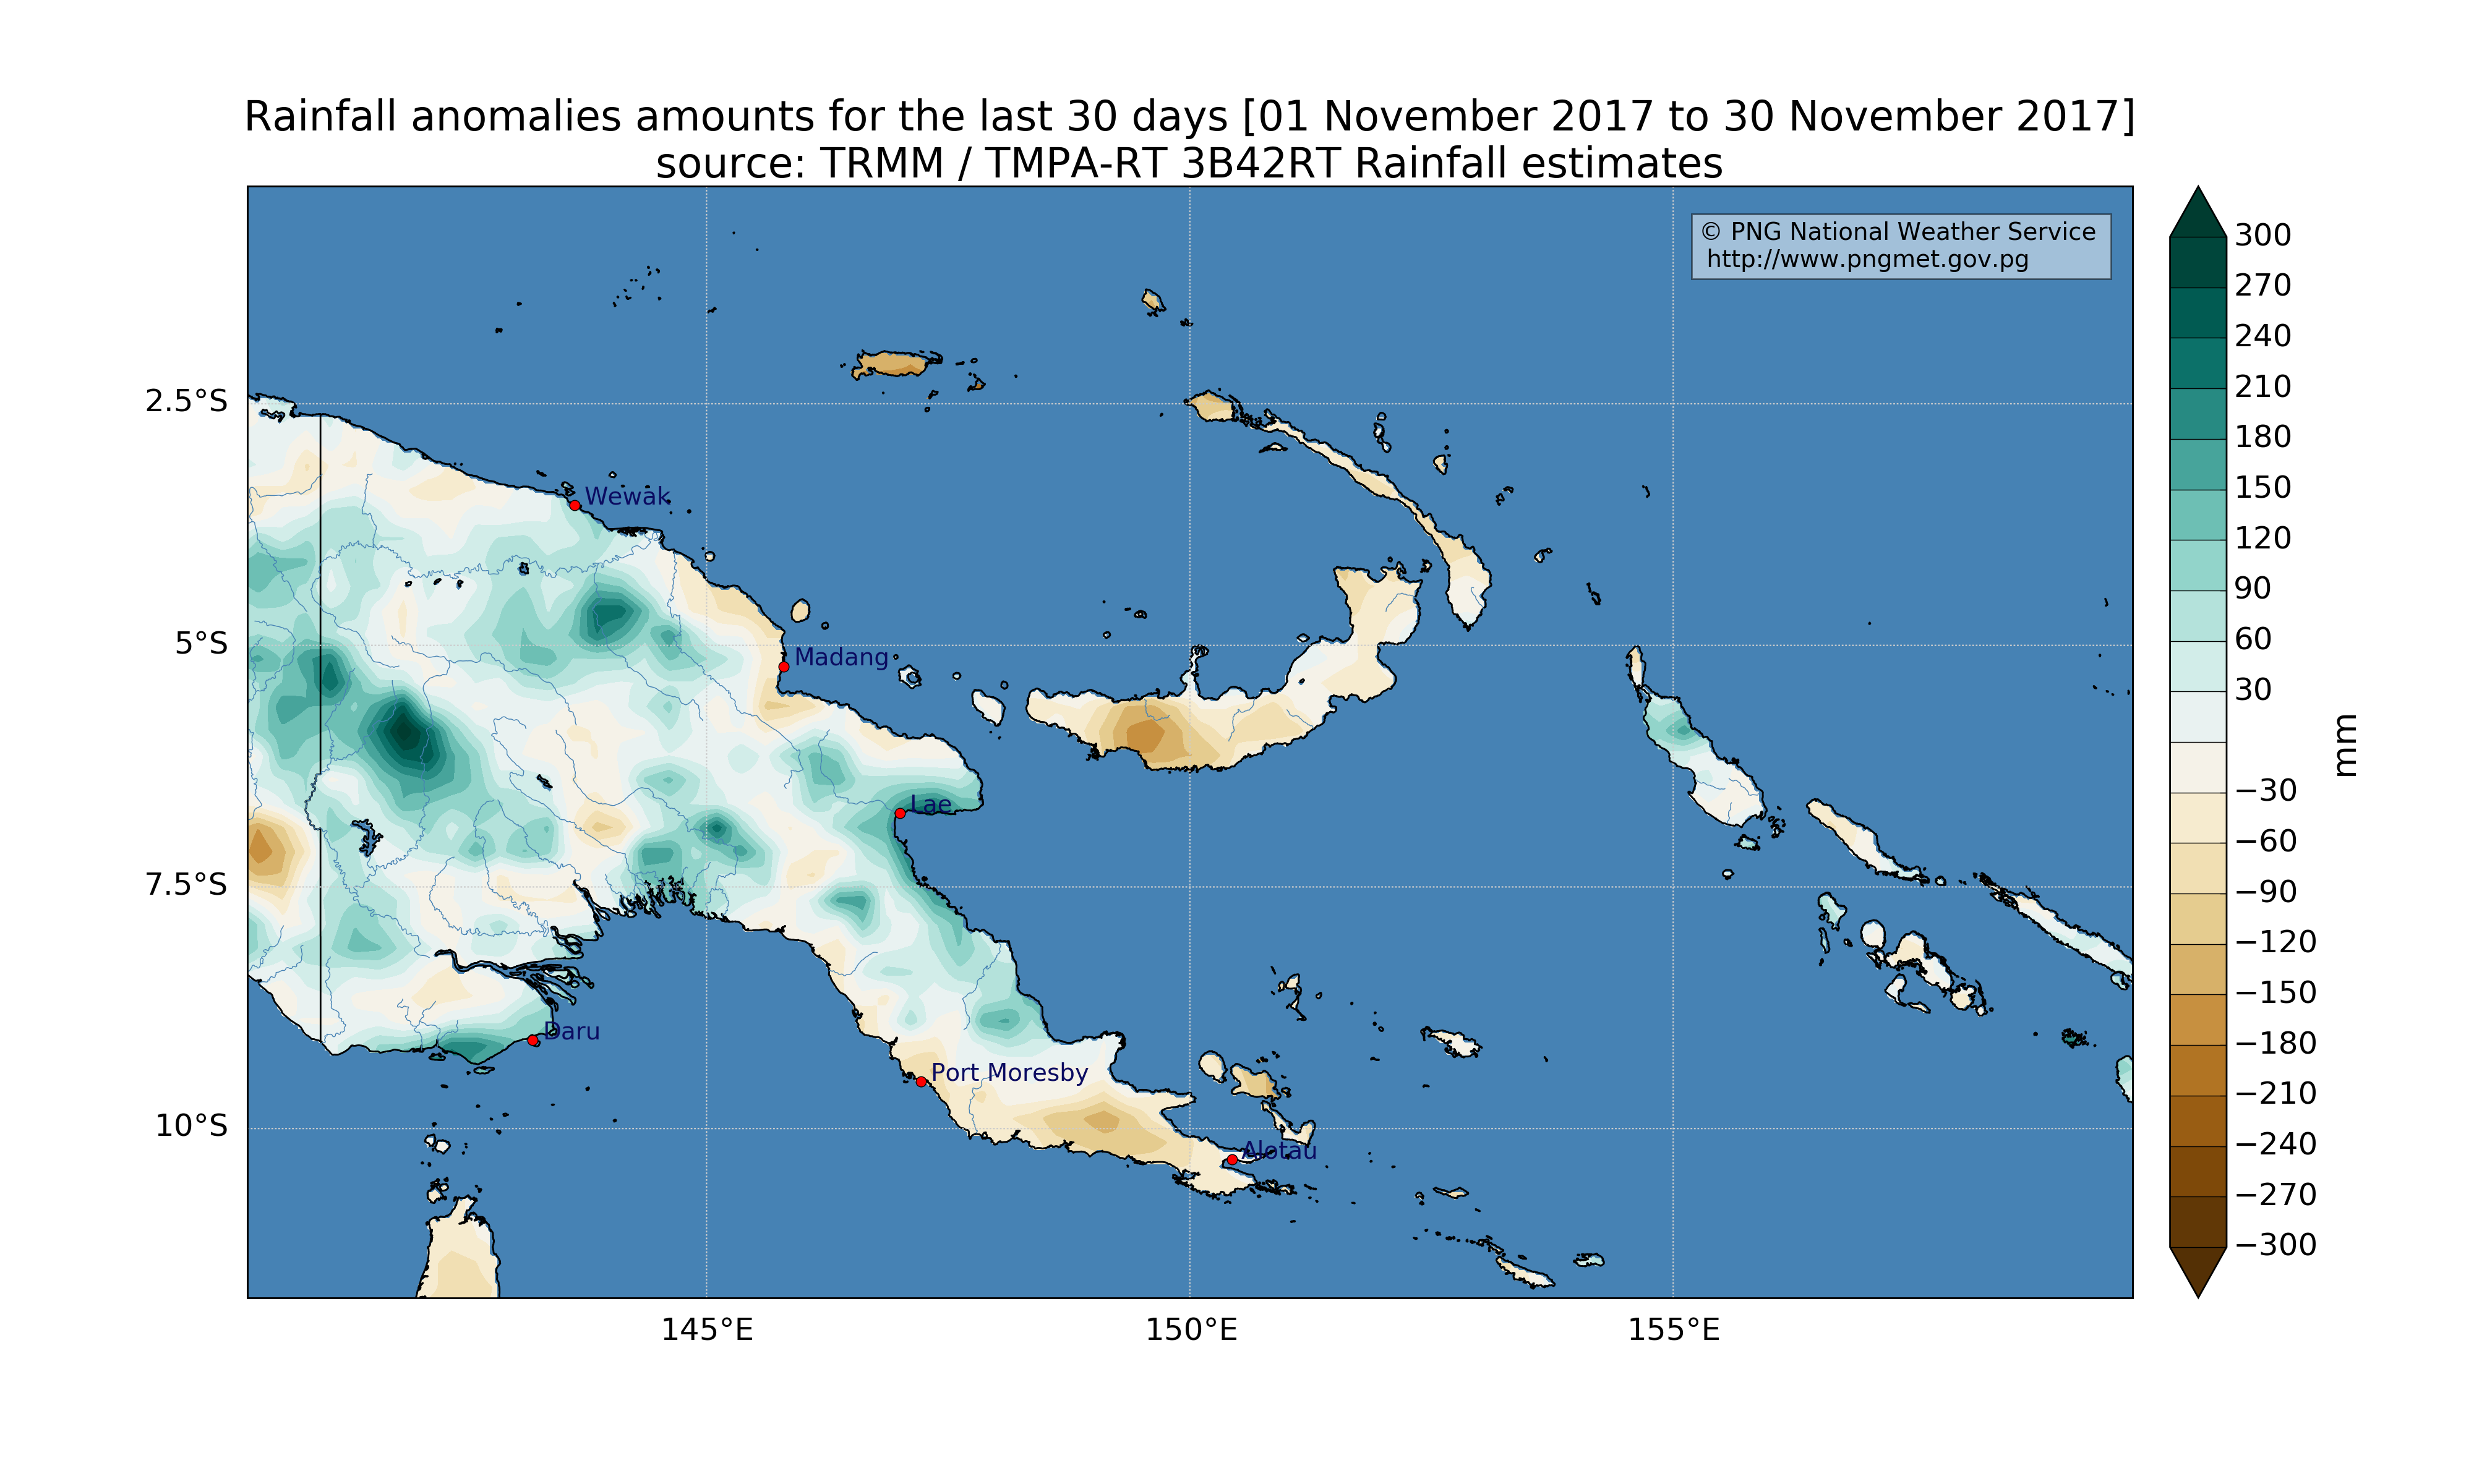 Rainfall anomalies amounts for the last 30 days [01 November 2017 to 30 November 2017]
source: TRMM / TMPA-RT 3B42RT Rainfall estimates
© PNG National Weather Service
http://www.pngmet.gov.pg
2.5°S
5°S
7.5°S
10°S
Wewak
Madang
Lae
Daru
Port Moresby
Alotau
145°E
150°E
155°E
300
270
240
210
180
150
120
90
60
30
−30
−60
−90
−120
−150
−180
−210
−240
−270
−300
mm